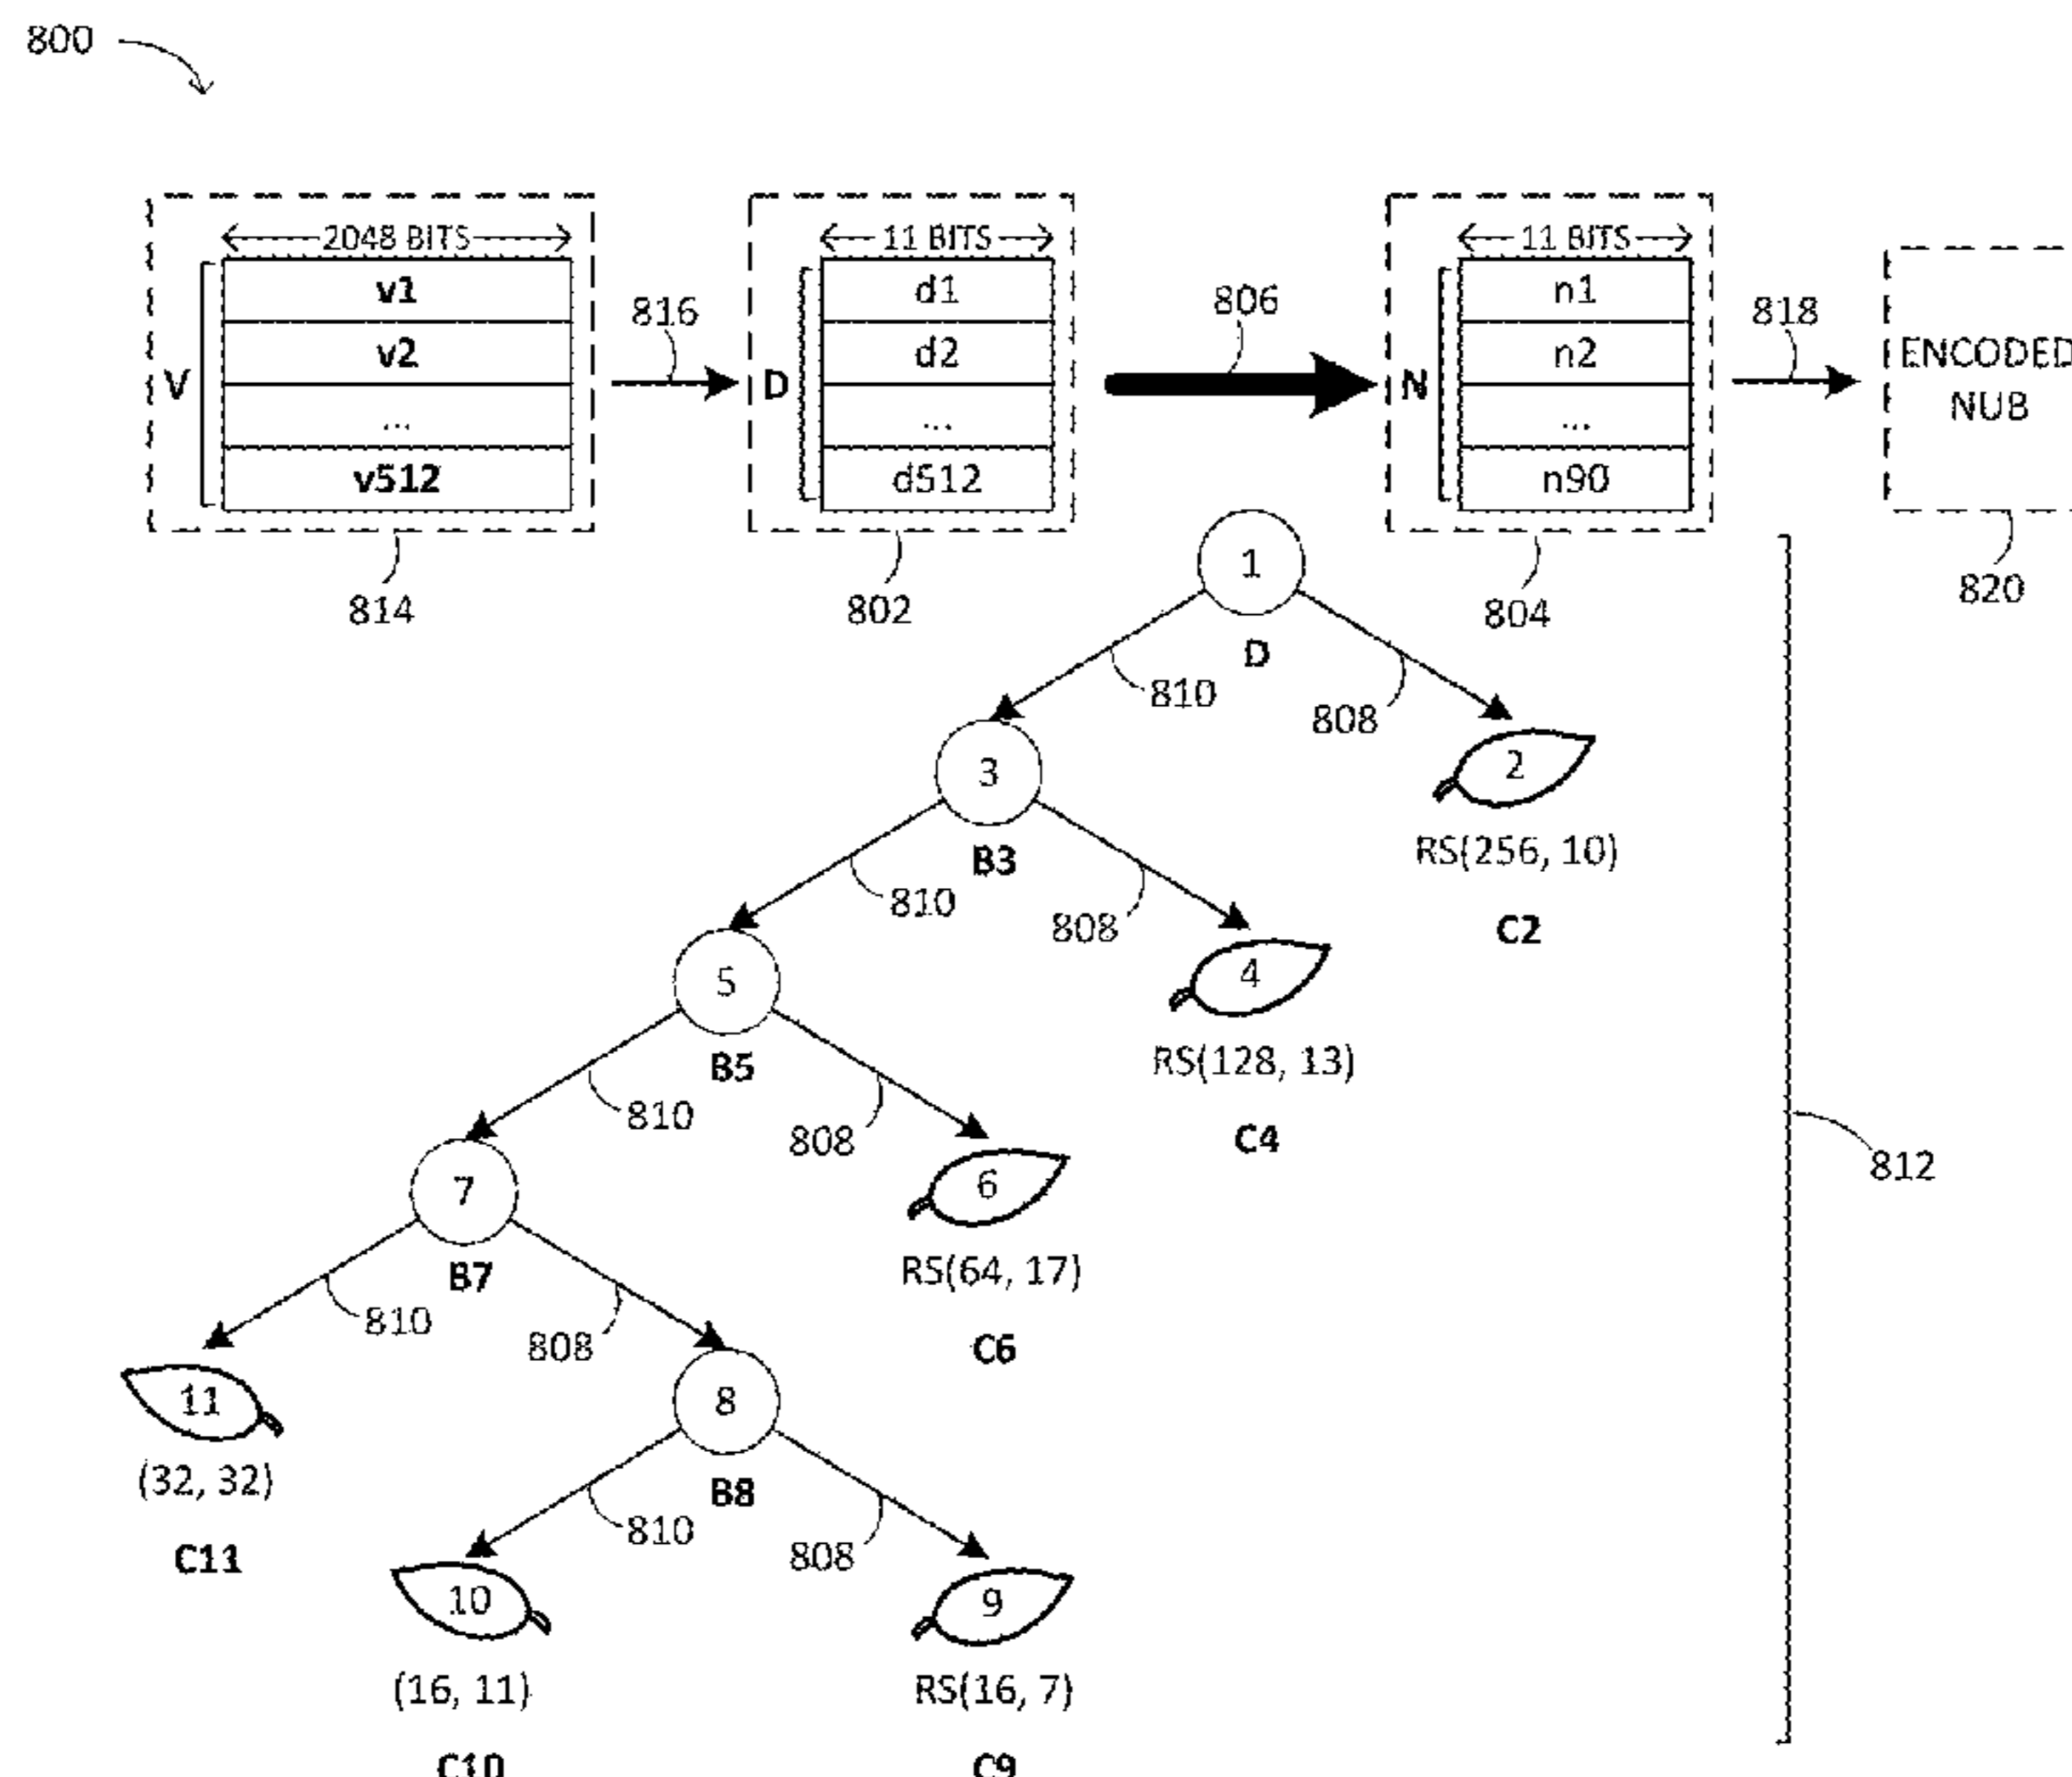 800
2048 BITS
11 BITS
11 BITS
V
v1
v2
...
v512
816
D
d1
d2
...
d512
806
N
n1
n2
...
n90
818
ENCODED
NUB
814
802
804
820
1
D
810
808
3
B3
2
RS(256, 10)
C2
810
808
5
B5
4
RS(128, 13)
C4
810
808
7
B7
6
RS(64, 17)
C6
812
810
808
11
(32, 32)
C11
8
B8
810
808
10
(16, 11)
C10
9
RS(16, 7)
C9